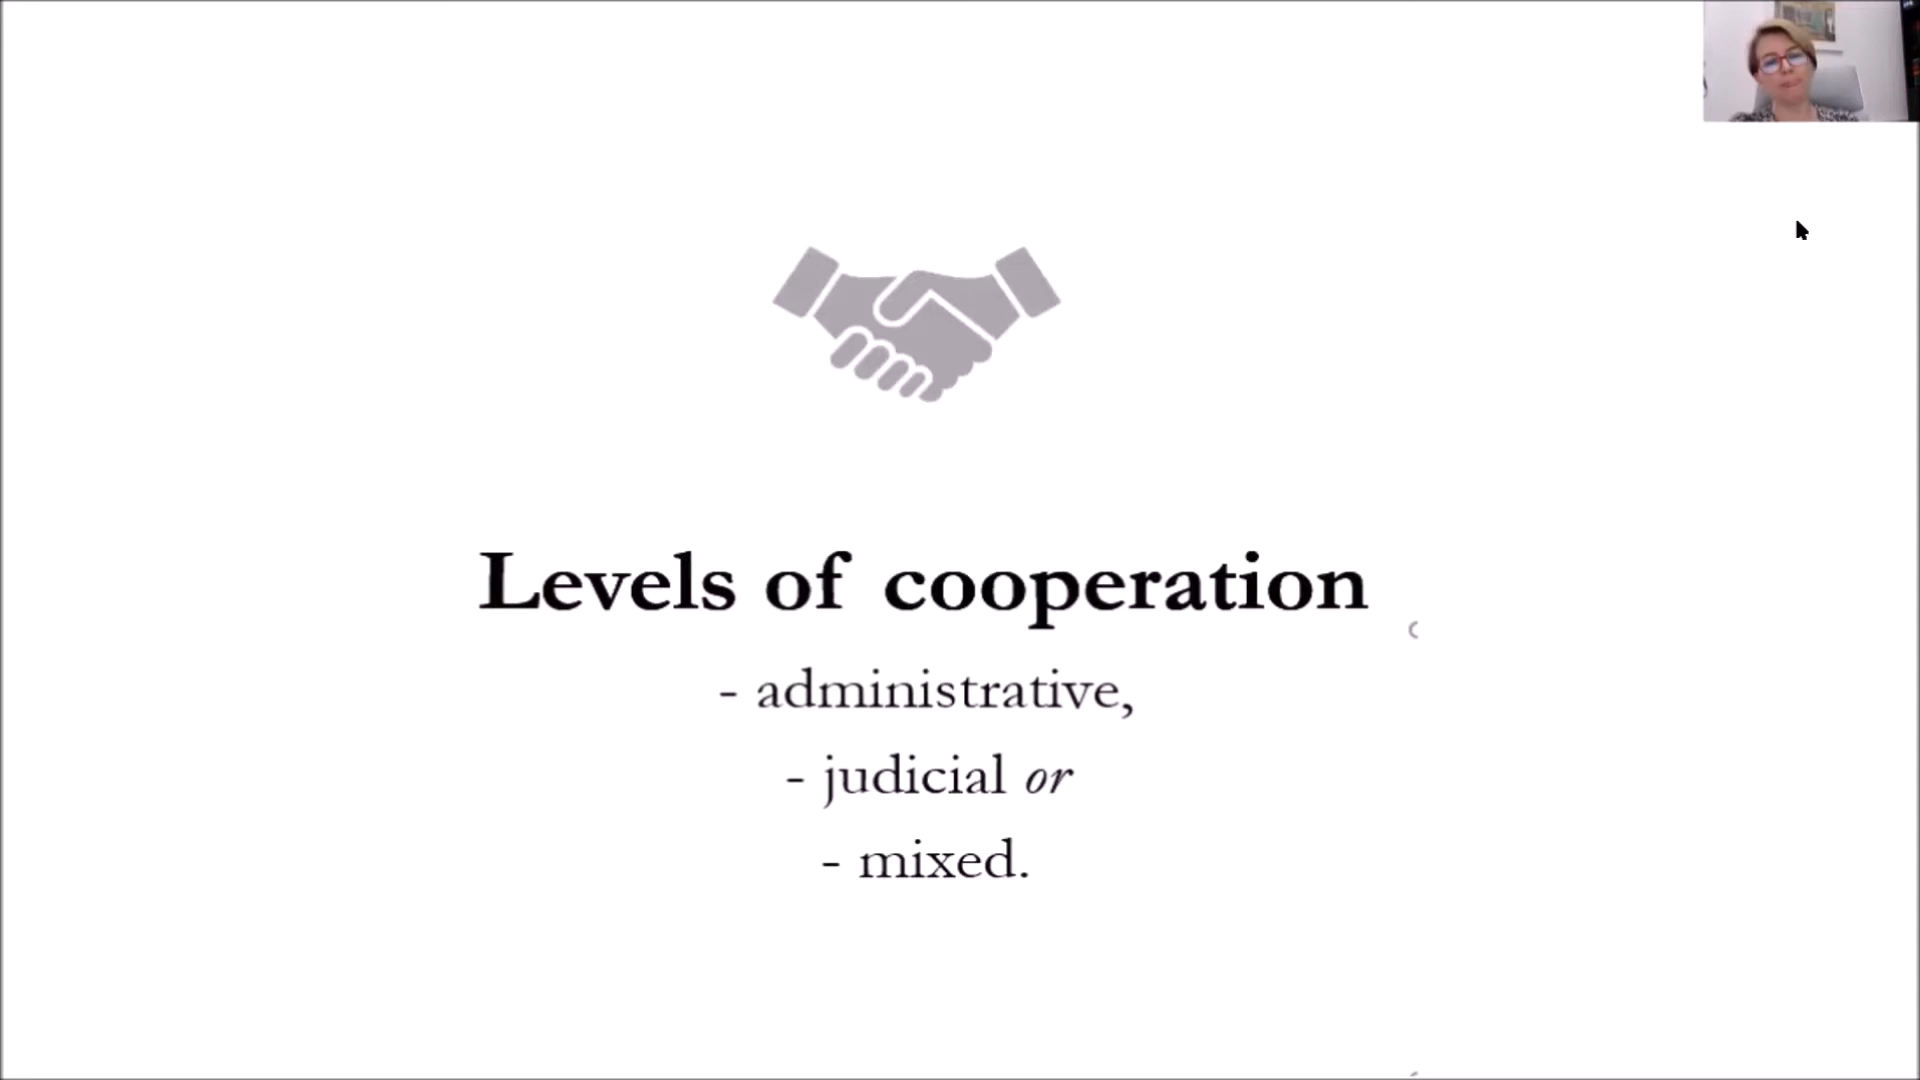 Levels of cooperation
- administrative,
- judicial or
- mixed.